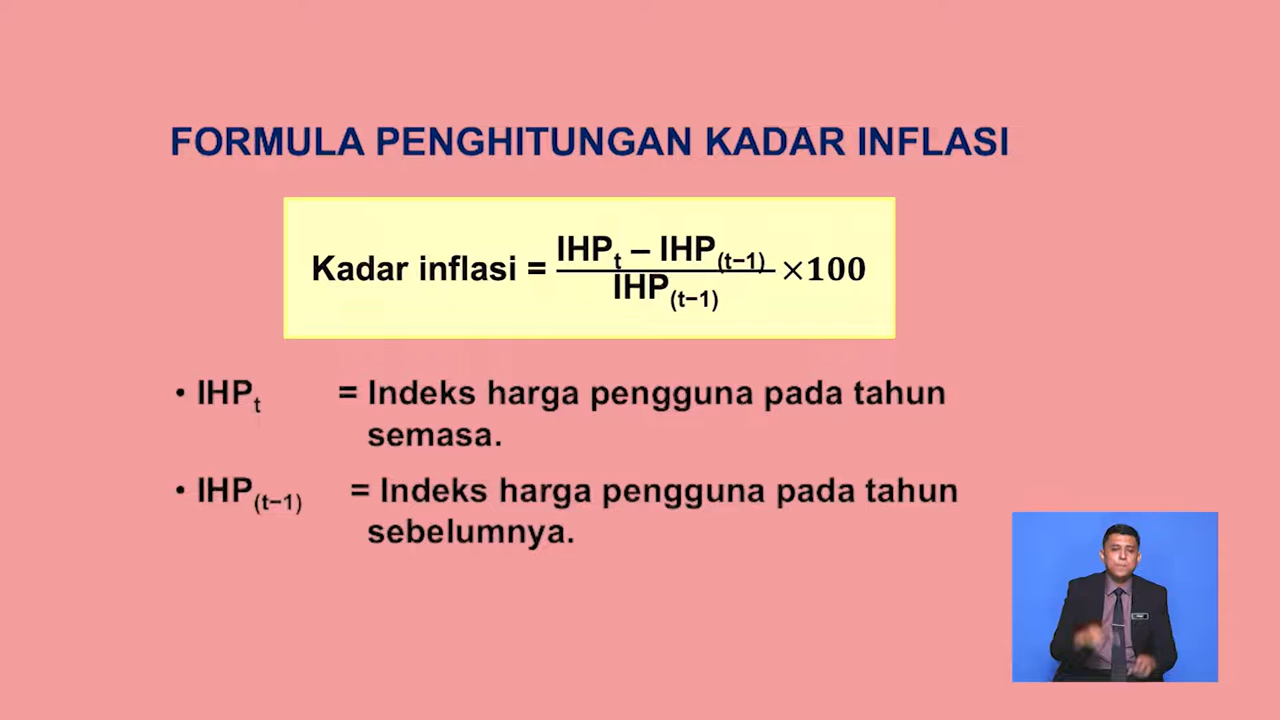 FORMULA PENGHITUNGAN KADAR INFLASI
Kadar inflasi = IHPt – IHP(t−1) / IHP(t−1) ×100
• IHPt = Indeks harga pengguna pada tahun
semasa.
• IHP(t−1) = Indeks harga pengguna pada tahun
sebelumnya.